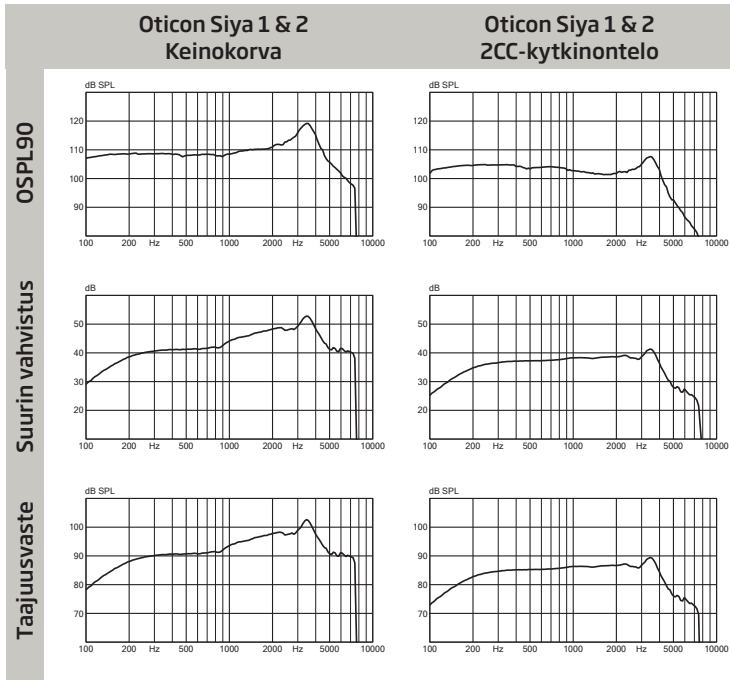 Oticon Siya 1 & 2
Keinokorva
Oticon Siya 1 & 2
2CC-kytkinontelo
OSPL90
dB SPL
120
110
100
90
100 200 Hz 500 1000 2000 Hz 5000 10000
dB SPL
120
110
100
90
100 200 Hz 500 1000 2000 Hz 5000 10000
Suurin vahvistus
dB
50
40
30
20
100 200 Hz 500 1000 2000 Hz 5000 10000
dB
50
40
30
20
100 200 Hz 500 1000 2000 Hz 5000 10000
Taajuusvaste
dB SPL
100
90
80
70
100 200 Hz 500 1000 2000 Hz 5000 10000
dB SPL
100
90
80
70
100 200 Hz 500 1000 2000 Hz 5000 10000